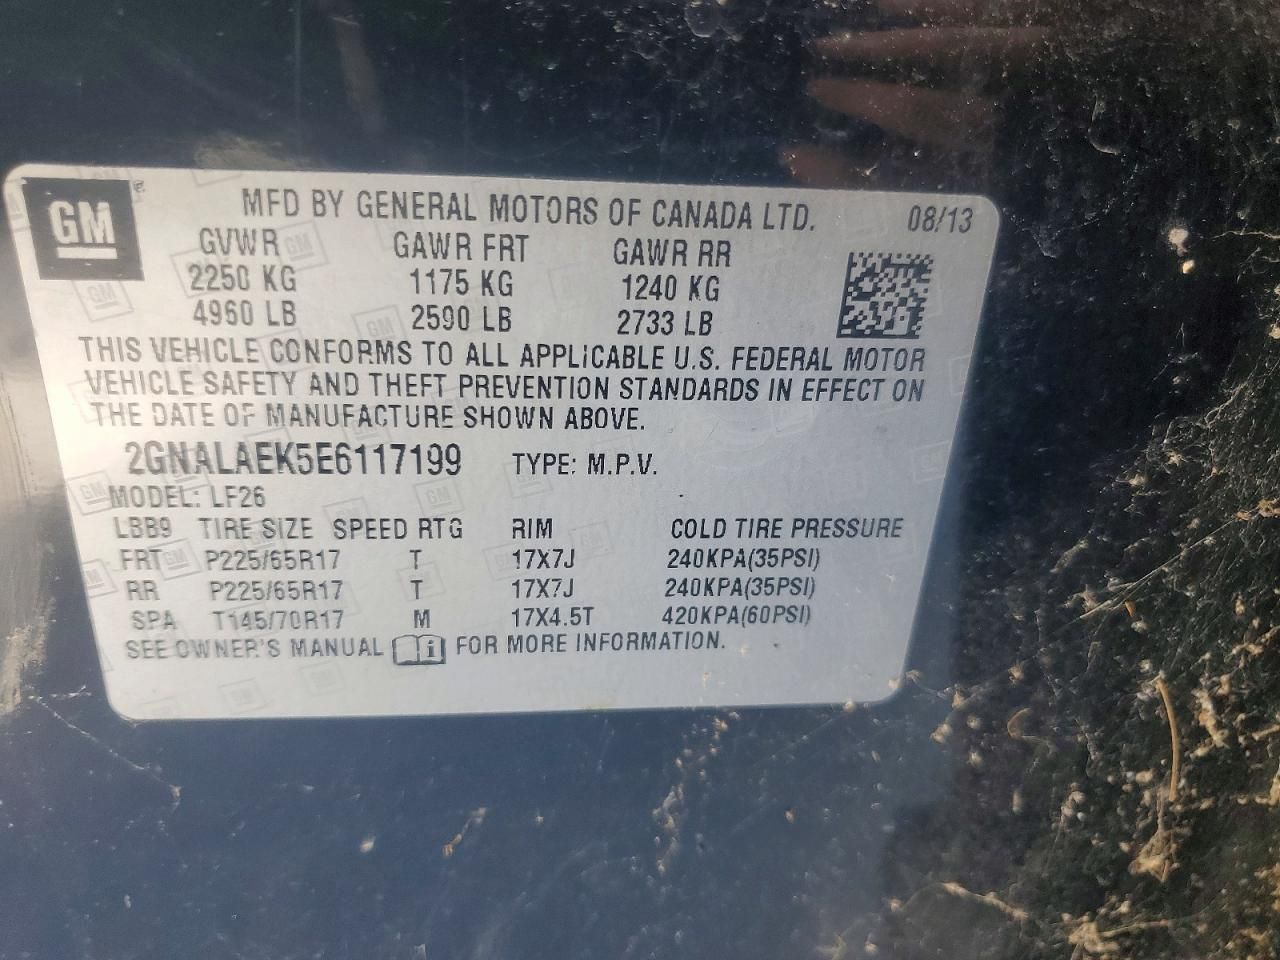 GM MFD BY GENERAL MOTORS OF CANADA LTD. 08/13
GVWR GAWR FRT GAWR RR
2250 KG 1175 KG 1240 KG
4960 LB 2590 LB 2733 LB
THIS VEHICLE CONFORMS TO ALL APPLICABLE U.S. FEDERAL MOTOR
VEHICLE SAFETY AND THEFT PREVENTION STANDARDS IN EFFECT ON
THE DATE OF MANUFACTURE SHOWN ABOVE.
2GNALAEK5E6117199 TYPE: M.P.V.
MODEL: LF26
LBB9 TIRE SIZE SPEED RTG RIM COLD TIRE PRESSURE
FRT P225/65R17 T 17X7J 240KPA(35PSI)
RR P225/65R17 T 17X7J 240KPA(35PSI)
SPA T145/70R17 M 17X4.5T 420KPA(60PSI)
SEE OWNER'S MANUAL FOR MORE INFORMATION.